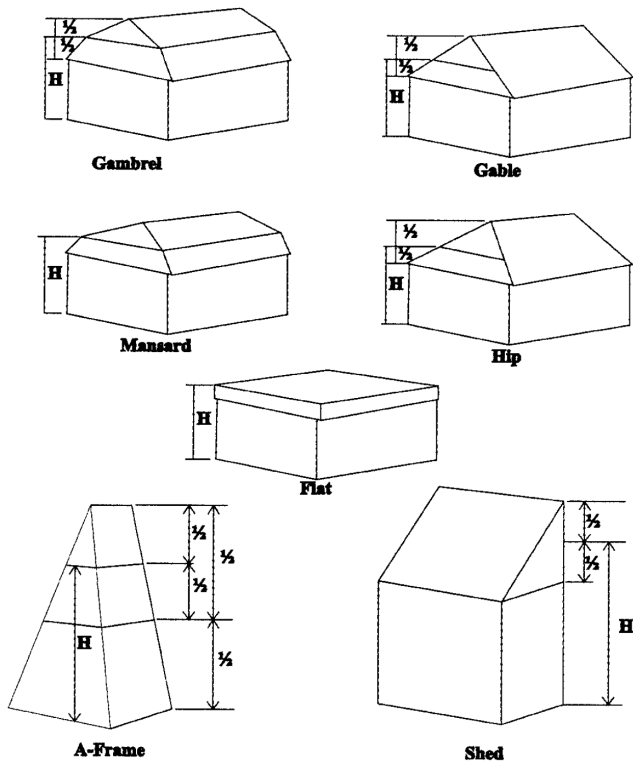 ½
½
H
Gambrel
½
½
H
Gable
H
Mansard
½
½
H
Hip
H
Flat
½
½
½
½
H
A-Frame
½
½
H
Shed